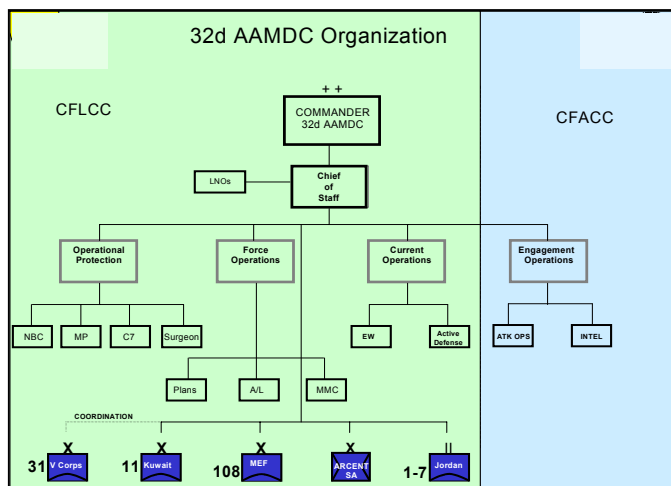 32d AAMDC Organization
CFLCC
CFACC
+ +
COMMANDER
32d AAMDC
LNOs
Chief
of
Staff
Operational
Protection
Force
Operations
Current
Operations
Engagement
Operations
NBC
MP
C7
Surgeon
EW
Active
Defense
ATK OPS
INTEL
Plans
A/L
MMC
COORDINATION
X
X
X
X
II
31
V Corps
11
Kuwait
108
MEF
ARCENT
SA
1-7
Jordan